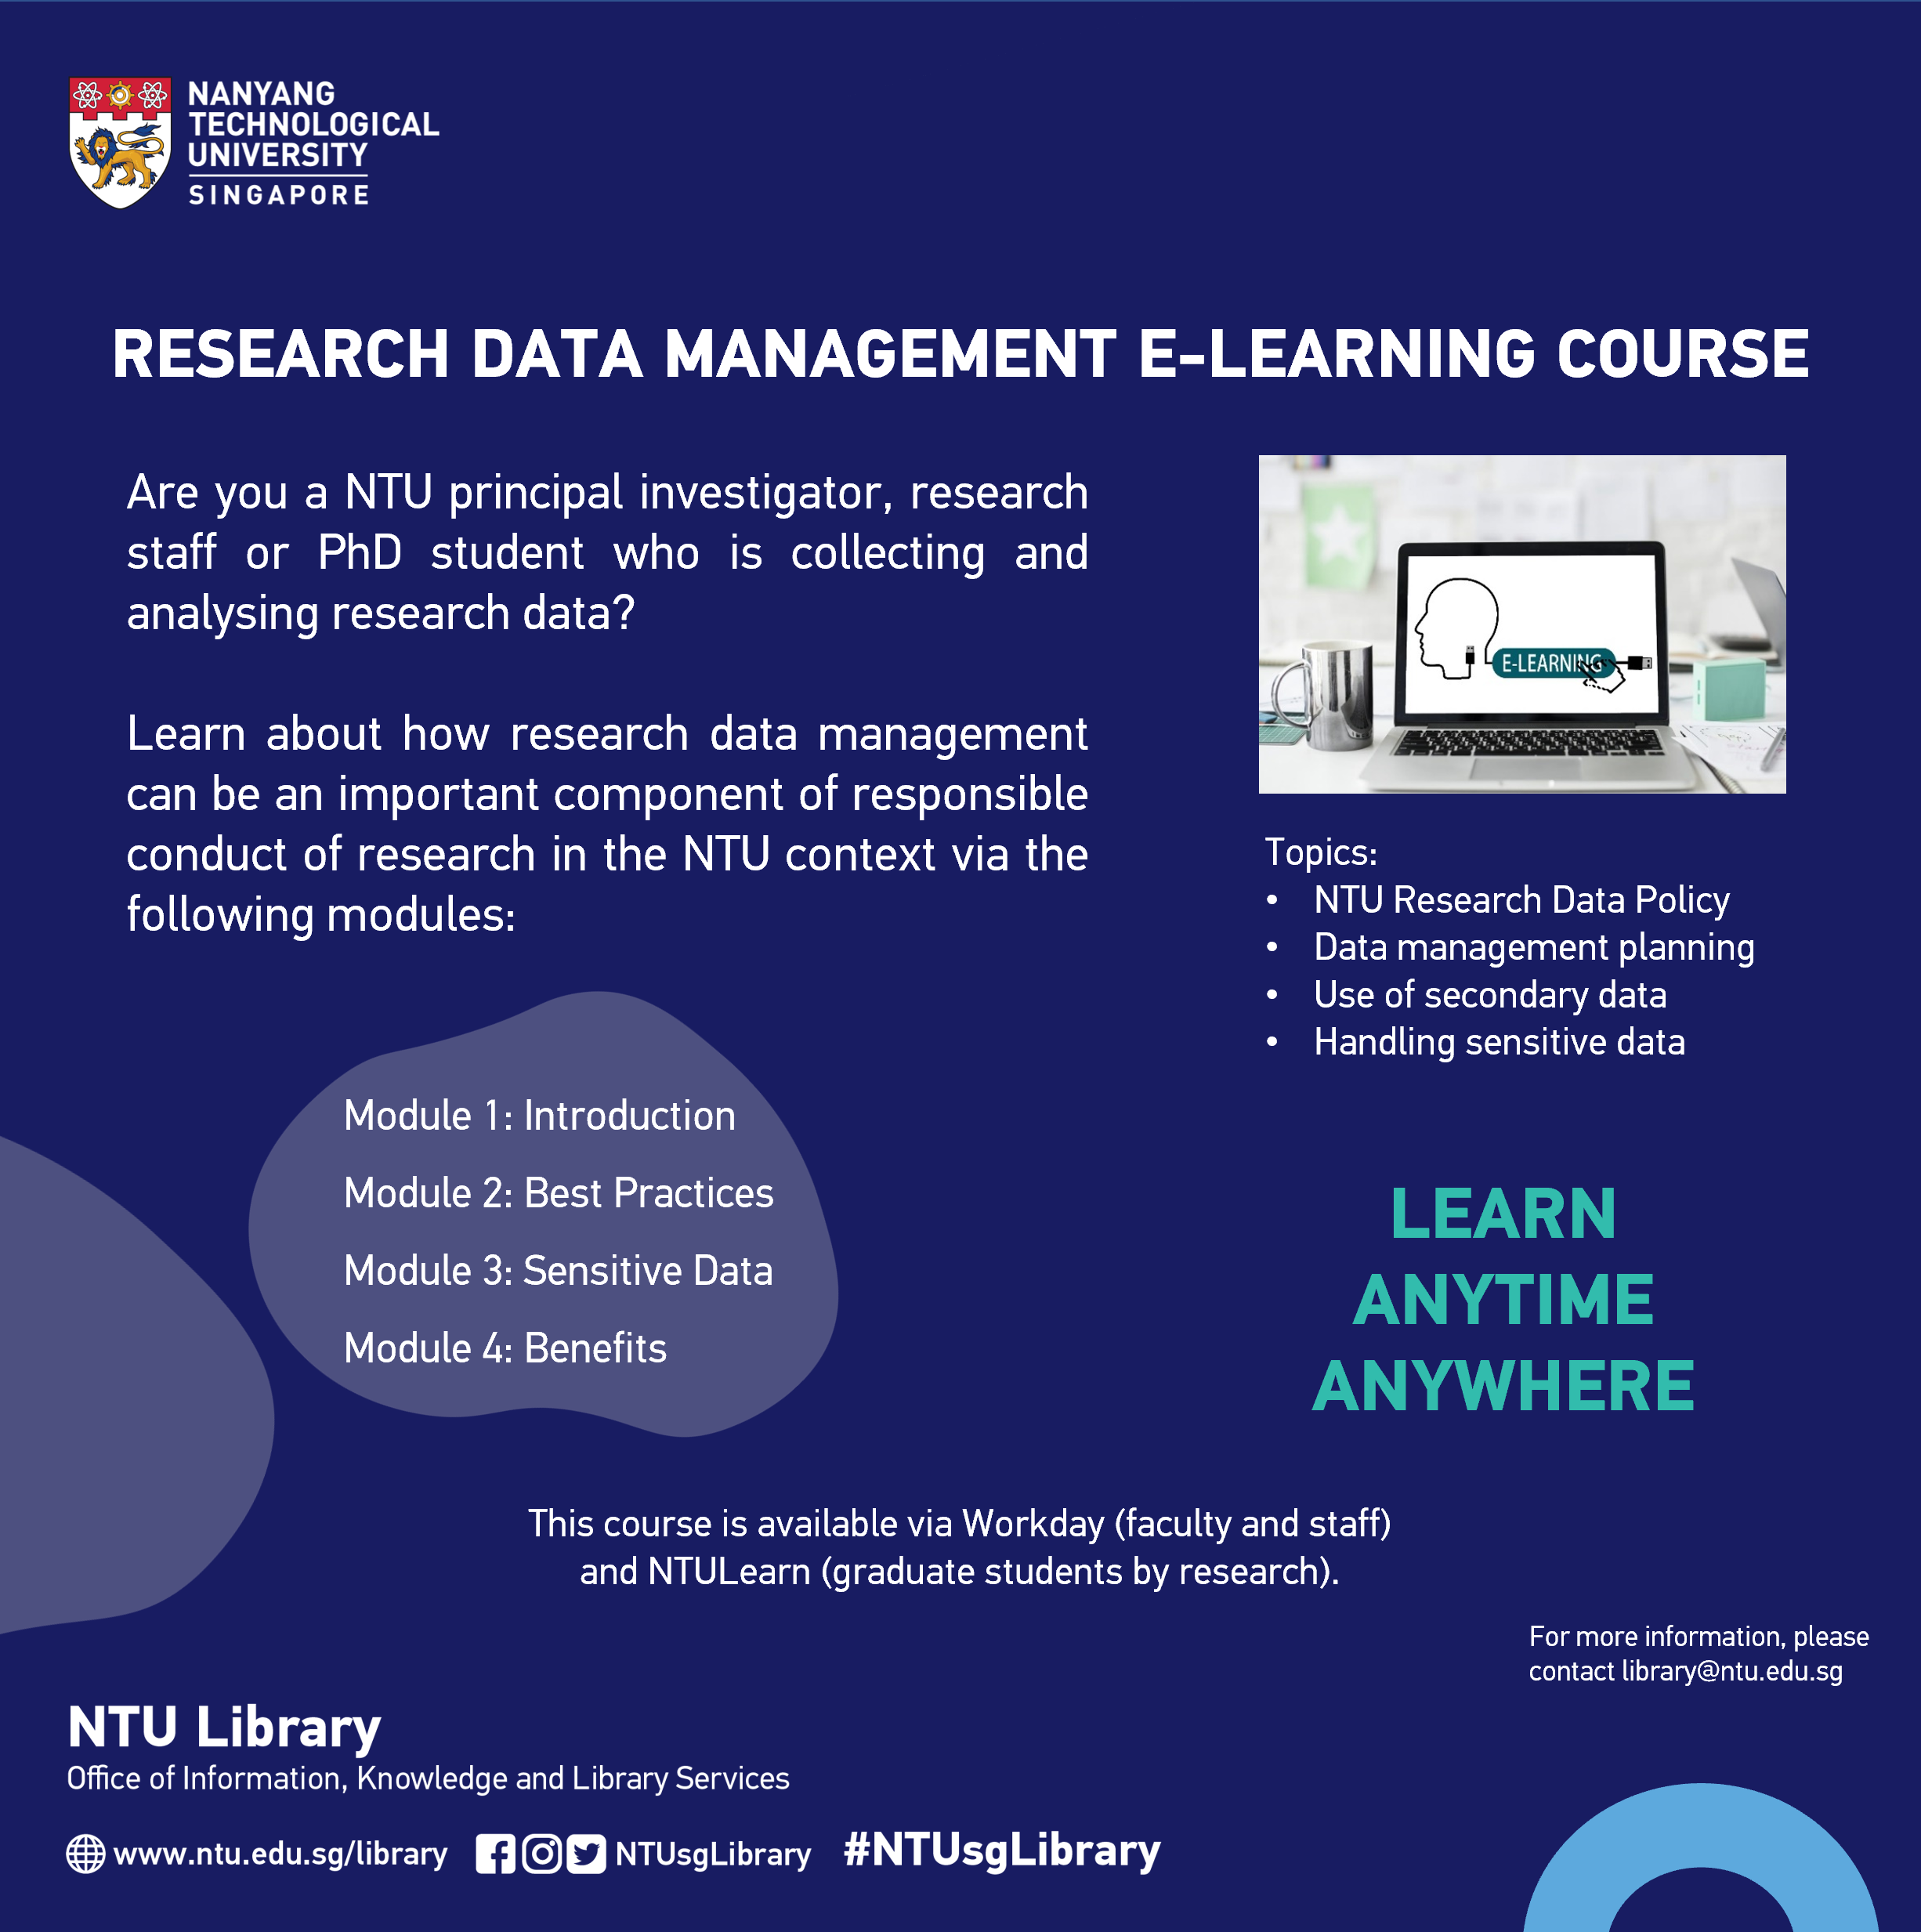 NANYANG
TECHNOLOGICAL
UNIVERSITY
SINGAPORE
RESEARCH DATA MANAGEMENT E-LEARNING COURSE
Are you a NTU principal investigator, research
staff or PhD student who is collecting and
analysing research data?
Learn about how research data management
can be an important component of responsible
conduct of research in the NTU context via the
following modules:
Module 1: Introduction
Module 2: Best Practices
Module 3: Sensitive Data
Module 4: Benefits
E-LEARNING
Topics:
• NTU Research Data Policy
• Data management planning
• Use of secondary data
• Handling sensitive data
LEARN
ANYTIME
ANYWHERE
This course is available via Workday (faculty and staff)
and NTULearn (graduate students by research).
For more information, please
contact library@ntu.edu.sg
NTU Library
Office of Information, Knowledge and Library Services
www.ntu.edu.sg/library NTUsgLibrary #NTUsgLibrary